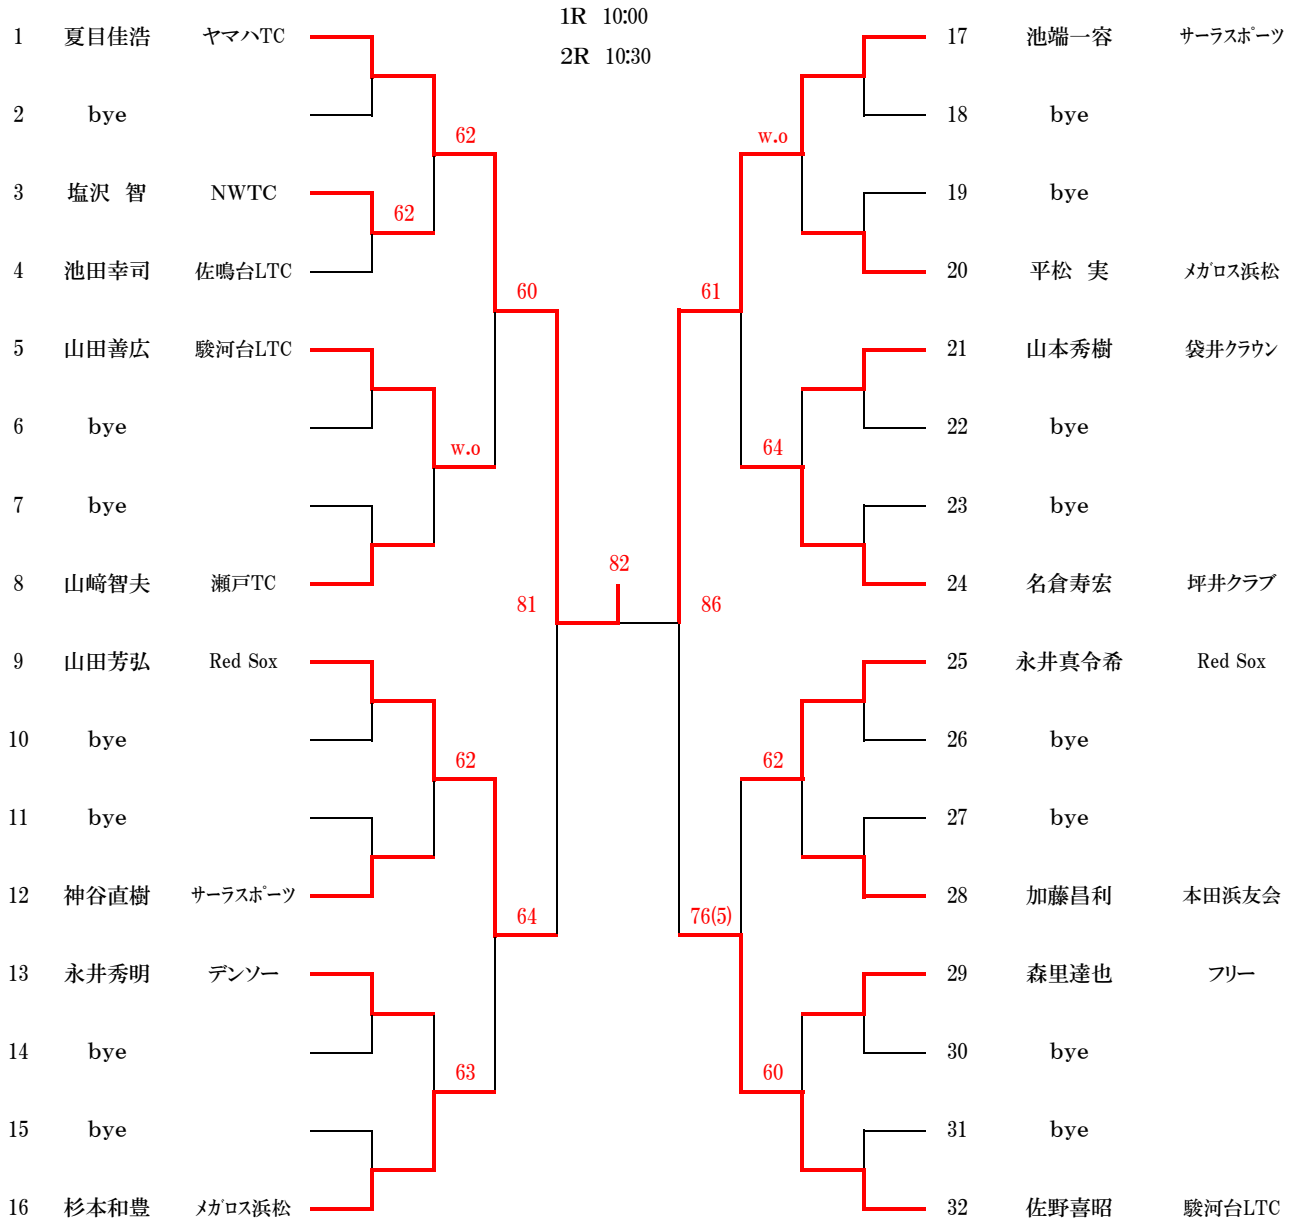 1R 10:00
2R 10:30
1 夏目佳浩 ヤマハTC
2 bye
62
3 塩沢 智 NWTC
62
4 池田幸司 佐鳴台LTC
60
5 山田善広 駿河台LTC
6 bye
w.o
7 bye
8 山﨑智夫 瀬戸TC
81
9 山田芳弘 Red Sox
10 bye
62
11 bye
12 神谷直樹 サーラスポーツ
64
13 永井秀明 デンソー
14 bye
63
15 bye
16 杉本和豊 メガロス浜松
82
17 池端一容 サーラスポーツ
18 bye
w.o
19 bye
20 平松 実 メガロス浜松
61
21 山本秀樹 袋井クラウン
22 bye
64
23 bye
24 名倉寿宏 坪井クラブ
86
25 永井真令希 Red Sox
26 bye
62
27 bye
28 加藤昌利 本田浜友会
76(5)
29 森里達也 フリー
30 bye
60
31 bye
32 佐野喜昭 駿河台LTC